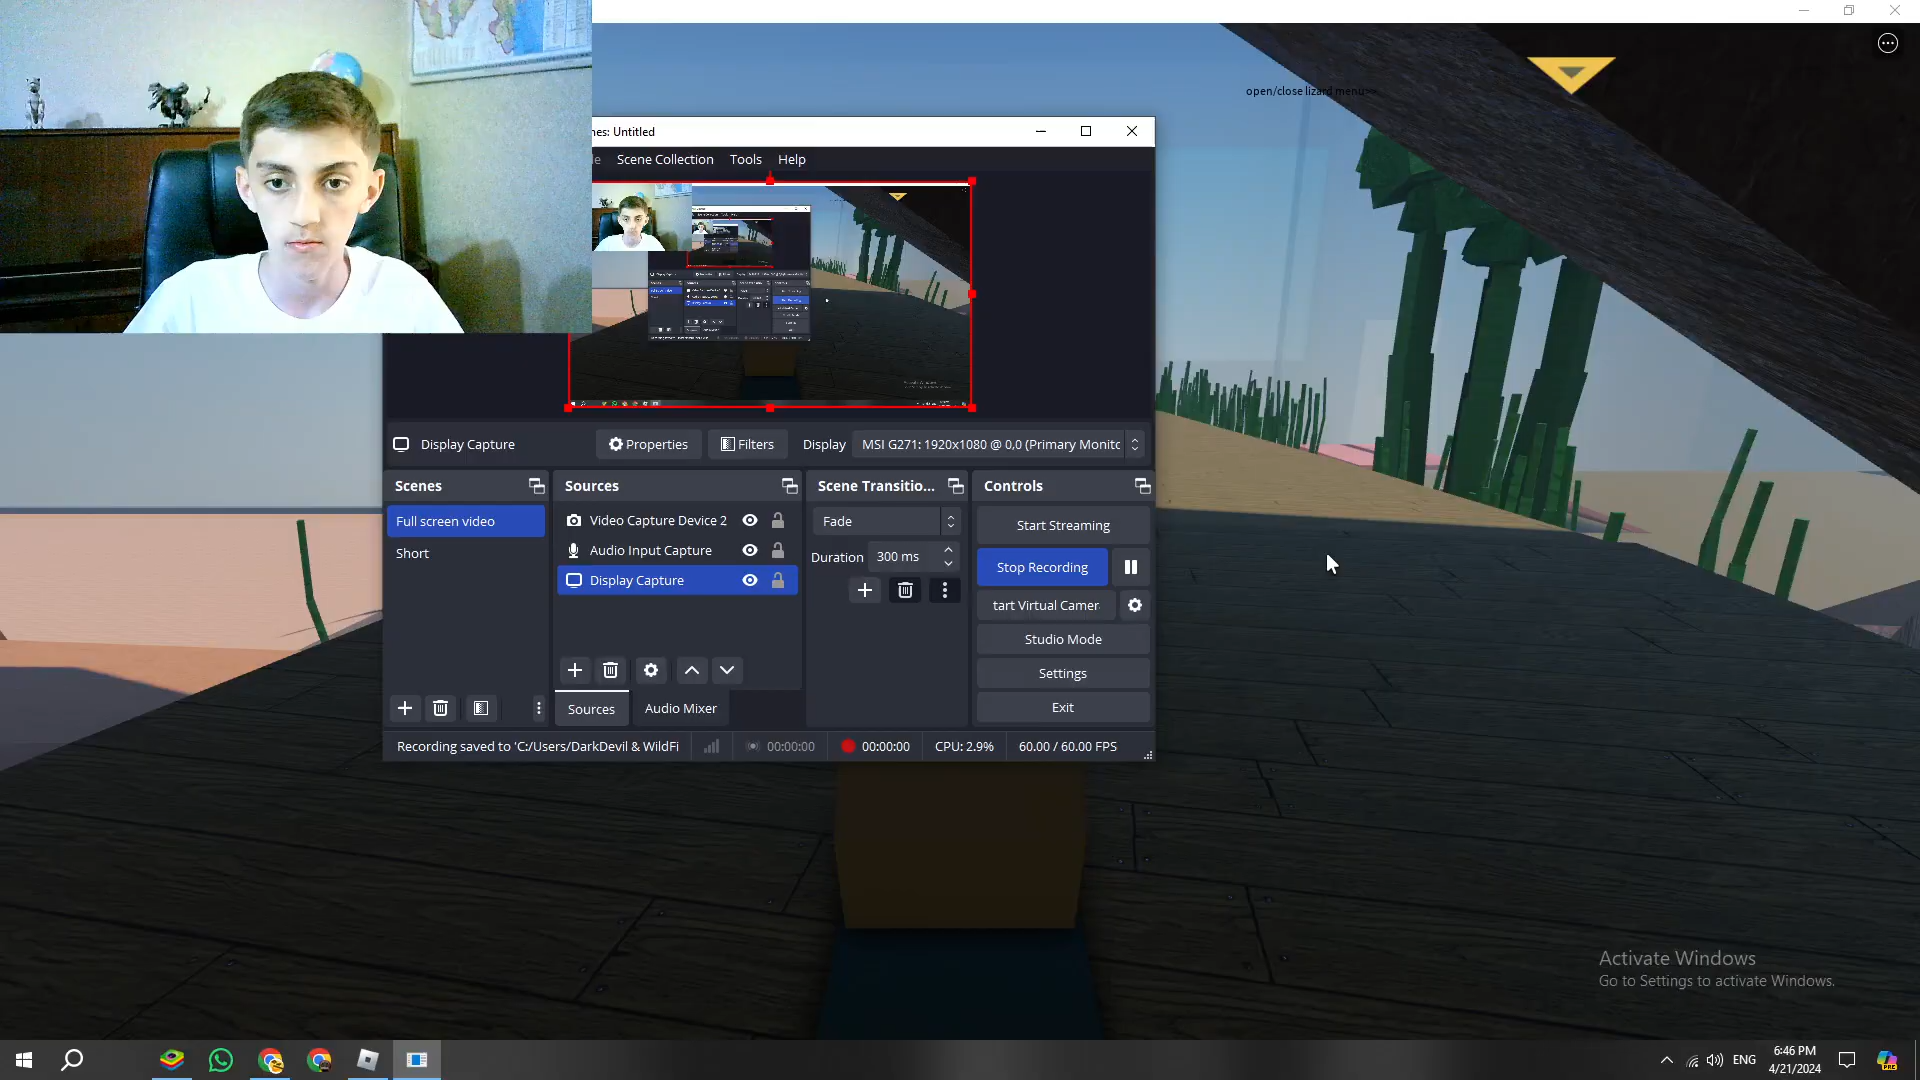 open/close lizard menu>>
nes: Untitled
Scene Collection
Tools
Help
Display Capture
Properties
Filters
Display
MSI G271: 1920x1080 @ 0,0 (Primary Monitc
Scenes
Sources
Scene Transitio...
Controls
Full screen video
Short
Video Capture Device 2
Audio Input Capture
Display Capture
Fade
Duration
300 ms
Start Streaming
Stop Recording
tart Virtual Camer
Studio Mode
Settings
Exit
Sources
Audio Mixer
Recording saved to 'C:/Users/DarkDevil & WildFi
00:00:00
00:00:00
CPU: 2.9%
60.00 / 60.00 FPS
Activate Windows
Go to Settings to activate Windows.
ENG
6:46 PM
4/21/2024